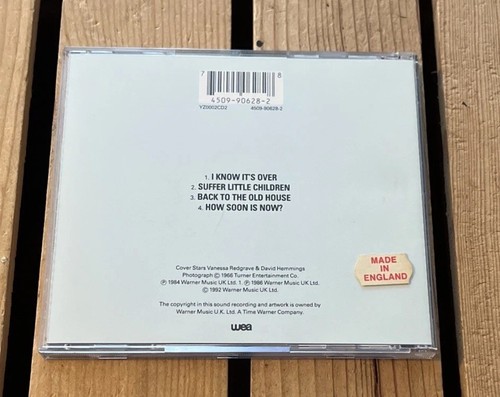 7 8
4509-90628-2
YZ0002CD2 4509-90628-2
1. I KNOW IT'S OVER
2. SUFFER LITTLE CHILDREN
3. BACK TO THE OLD HOUSE
4. HOW SOON IS NOW?
Cover Stars Vanessa Redgrave & David Hemmings
Photograph © 1966 Turner Entertainment Co.
℗ 1984 Warner Music UK Ltd. 1. ℗ 1986 Warner Music UK Ltd.
© 1992 Warner Music UK Ltd.
The copyright in this sound recording and artwork is owned by
Warner Music U.K. Ltd. A Time Warner Company.
wea
MADE
IN
ENGLAND